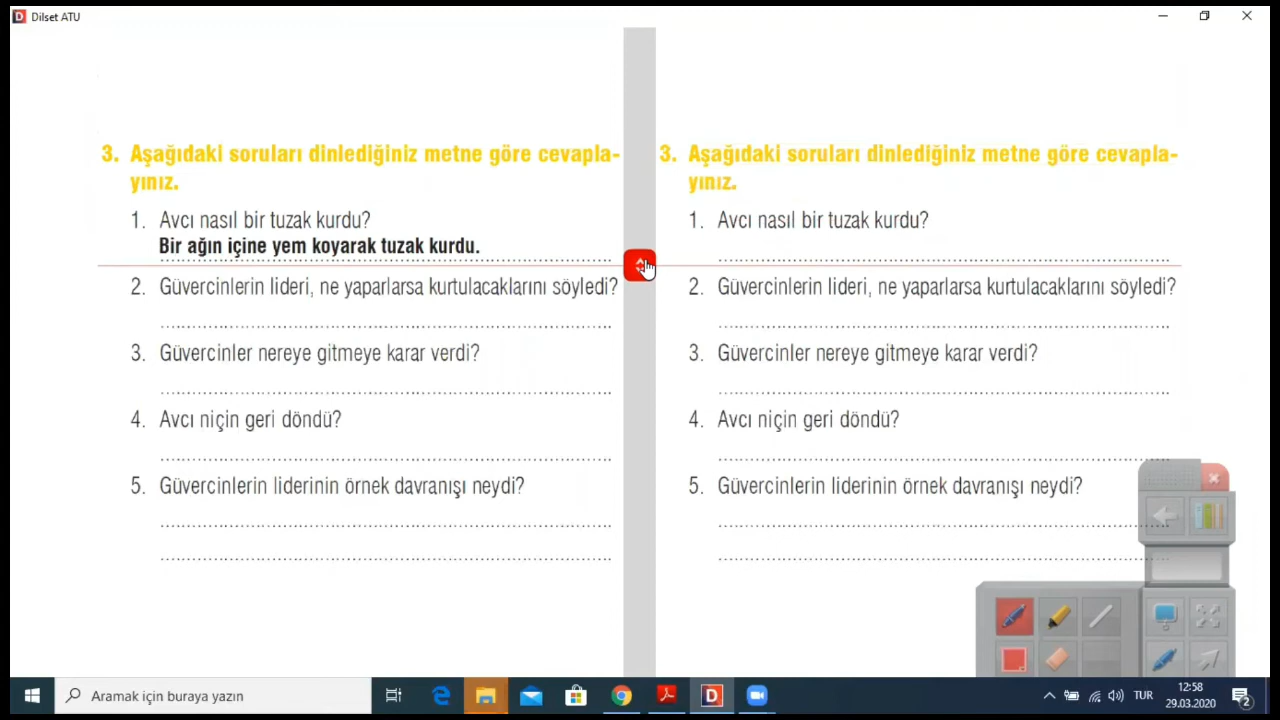 Dilset ATU
3. Aşağıdaki soruları dinlediğiniz metne göre cevapla-
yınız.
1. Avcı nasıl bir tuzak kurdu?
Bir ağın içine yem koyarak tuzak kurdu.
2. Güvercinlerin lideri, ne yaparlarsa kurtulacaklarını söyledi?
3. Güvercinler nereye gitmeye karar verdi?
4. Avcı niçin geri döndü?
5. Güvercinlerin liderinin örnek davranışı neydi?
3. Aşağıdaki soruları dinlediğiniz metne göre cevapla-
yınız.
1. Avcı nasıl bir tuzak kurdu?
2. Güvercinlerin lideri, ne yaparlarsa kurtulacaklarını söyledi?
3. Güvercinler nereye gitmeye karar verdi?
4. Avcı niçin geri döndü?
5. Güvercinlerin liderinin örnek davranışı neydi?
Aramak için buraya yazın
TUR
12:58
29.03.2020
2